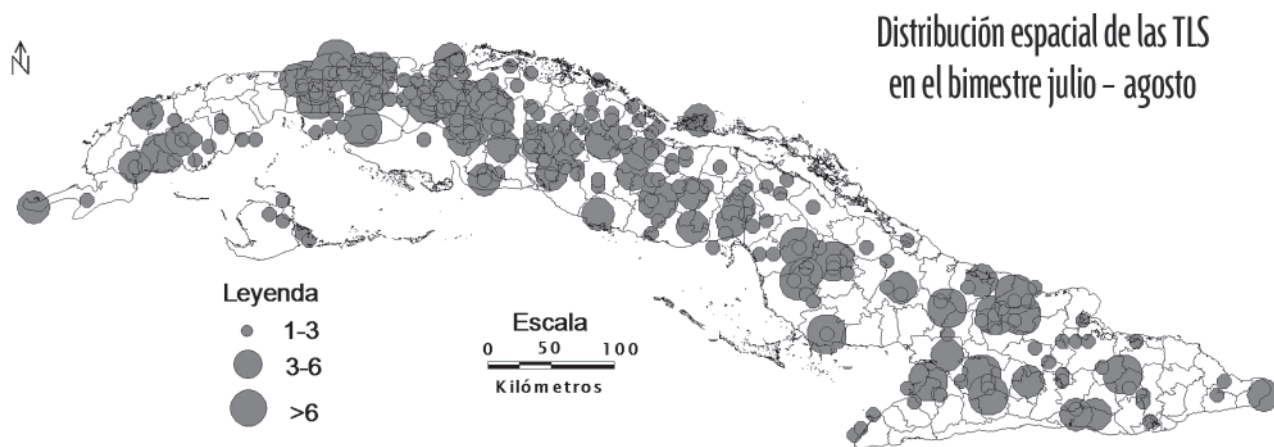 Distribución espacial de las TLS
en el bimestre julio – agosto
N
Leyenda
1-3
3-6
>6
Escala
0 50 100
Kilómetros